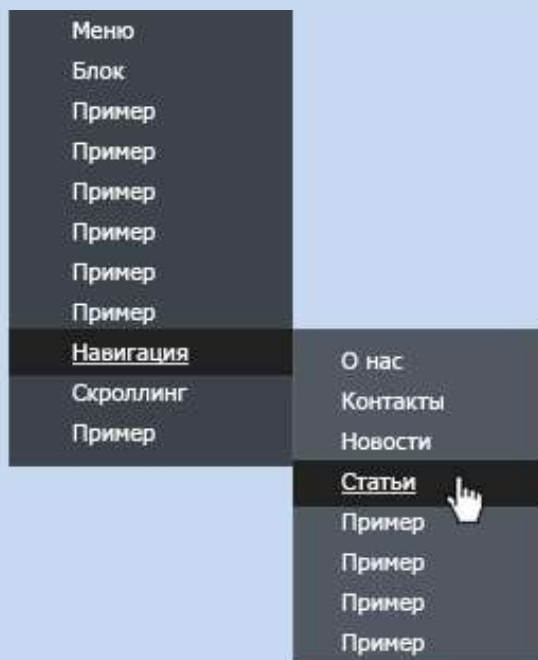 Меню
Блок
Пример
Пример
Пример
Пример
Пример
Пример
Навигация
Скроллинг
Пример
О нас
Контакты
Новости
Статьи
Пример
Пример
Пример
Пример